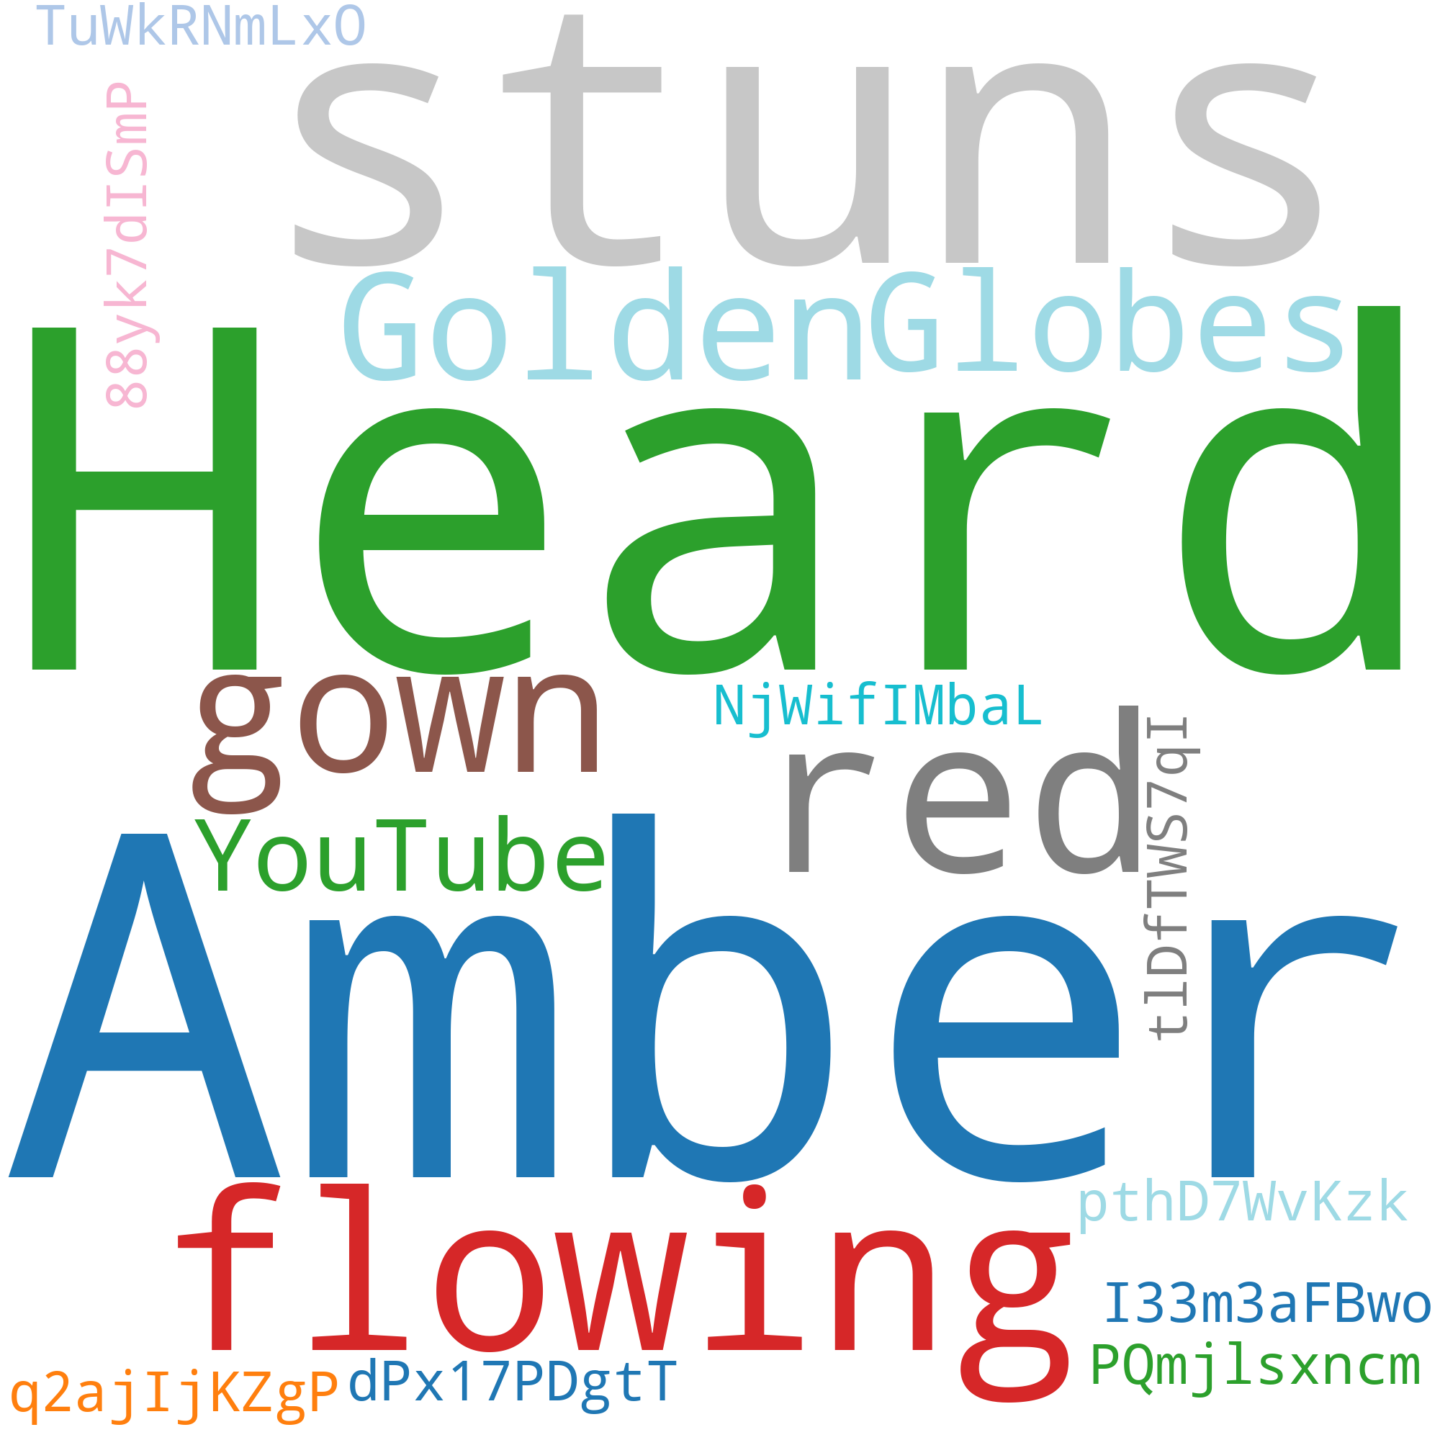 TuWkRNmLxO
stuns
88yk7dISmP
GoldenGlobes
Heard
gown
NjWifIMbaL
red
tlDfTWS7qI
YouTube
Amber
flowing
pthD7WvKzk
I33m3aFBwo
PQmjlsxncm
q2ajIjKZgP
dPx17PDgtT